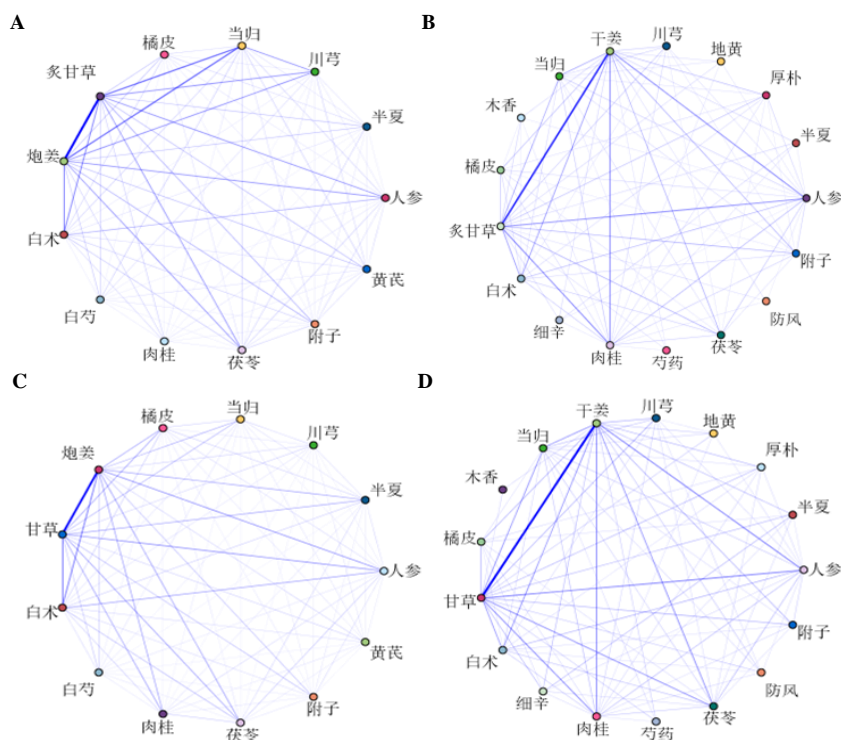 A
当归
橘皮
川芎
炙甘草
半夏
炮姜
人参
白术
黄芪
白芍
附子
肉桂
茯苓
B
干姜
川芎
地黄
当归
厚朴
木香
半夏
橘皮
人参
炙甘草
附子
白术
防风
细辛
茯苓
肉桂
芍药
C
当归
橘皮
川芎
炮姜
半夏
甘草
人参
白术
黄芪
白芍
附子
肉桂
茯苓
D
干姜
川芎
地黄
当归
厚朴
木香
半夏
橘皮
人参
甘草
附子
白术
防风
细辛
茯苓
肉桂
芍药